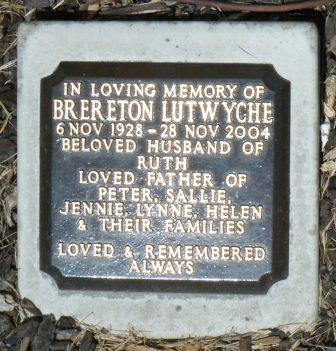 IN LOVING MEMORY OF
BRERETON LUTWYCHE
6 NOV 1928 – 28 NOV 2004
BELOVED HUSBAND OF
RUTH
LOVED FATHER OF
PETER, SALLIE,
JENNIE, LYNNE, HELEN
& THEIR FAMILIES
LOVED & REMEMBERED
ALWAYS